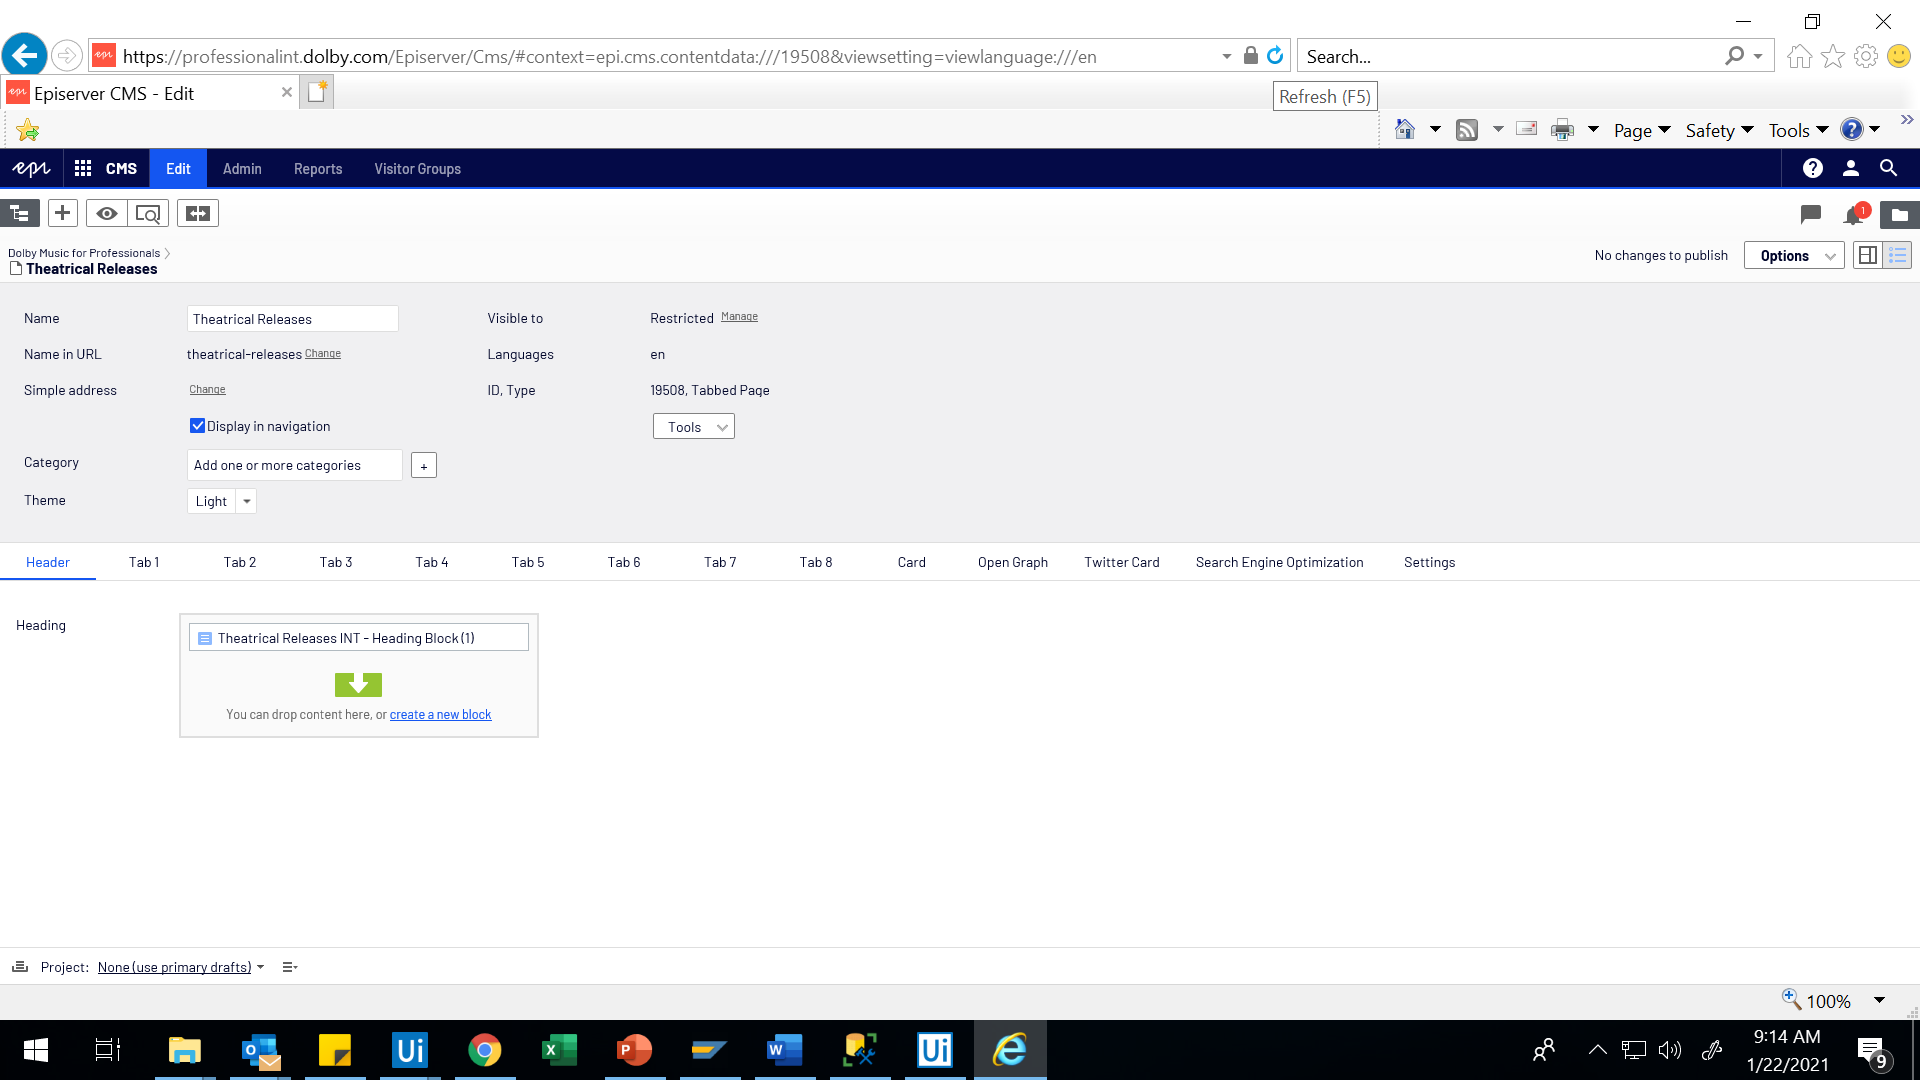 https://professionalint.dolby.com/Episerver/Cms/#context=epi.cms.contentdata:///19508&viewsetting=viewlanguage:///en
Search...
Episerver CMS - Edit
Refresh (F5)
Page
Safety
Tools
epi
CMS
Edit
Admin
Reports
Visitor Groups
1
Dolby Music for Professionals
Theatrical Releases
No changes to publish
Options
Name
Theatrical Releases
Visible to
Restricted Manage
Name in URL
theatrical-releases Change
Languages
en
Simple address
Change
ID, Type
19508, Tabbed Page
Display in navigation
Tools
Category
Add one or more categories
+
Theme
Light
Header
Tab 1
Tab 2
Tab 3
Tab 4
Tab 5
Tab 6
Tab 7
Tab 8
Card
Open Graph
Twitter Card
Search Engine Optimization
Settings
Heading
Theatrical Releases INT - Heading Block (1)
You can drop content here, or create a new block
Project: None (use primary drafts)
100%
9:14 AM
1/22/2021
9